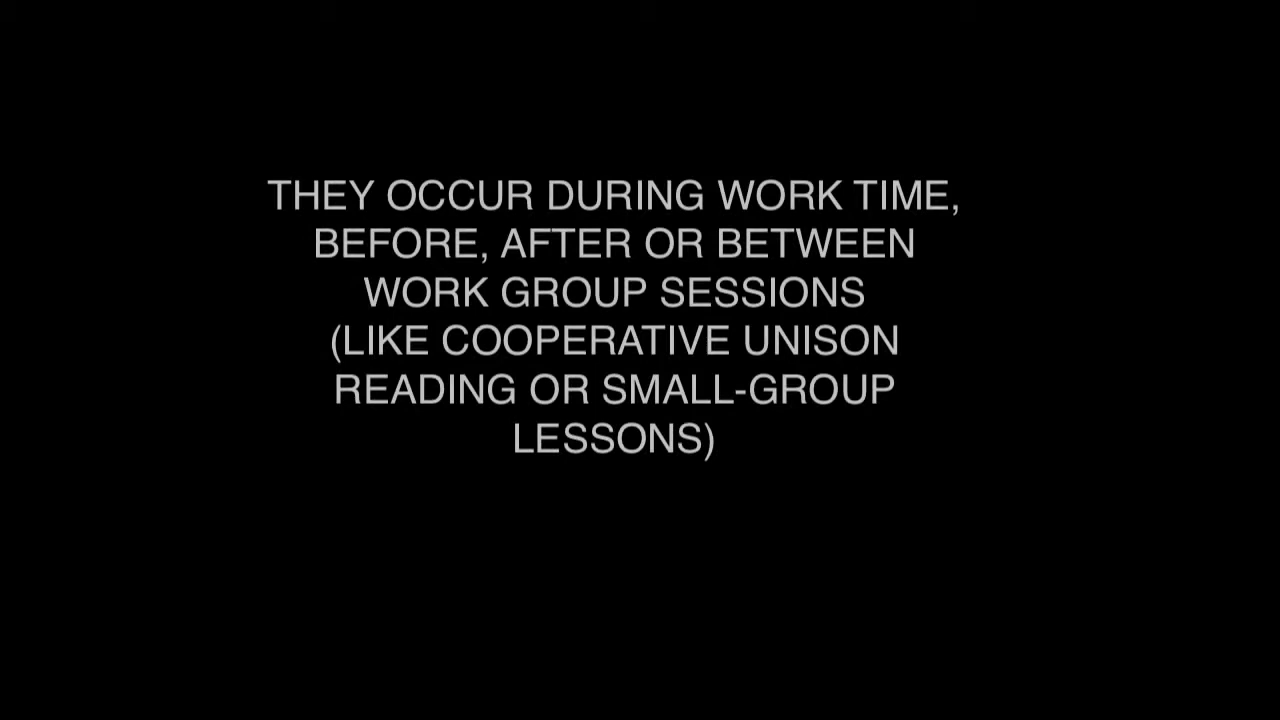 THEY OCCUR DURING WORK TIME,
BEFORE, AFTER OR BETWEEN
WORK GROUP SESSIONS
(LIKE COOPERATIVE UNISON
READING OR SMALL-GROUP
LESSONS)